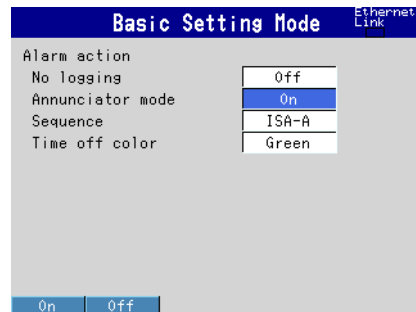 Basic Setting Mode
Ethernet
Link
Alarm action
No logging Off
Annunciator mode On
Sequence ISA-A
Time off color Green
On Off